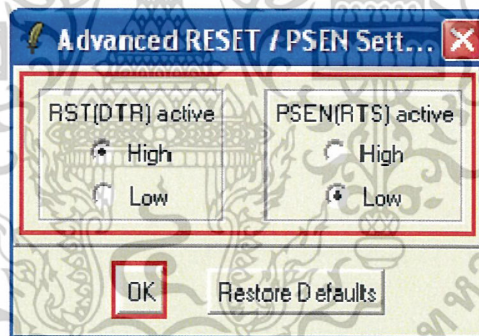 Advanced RESET / PSEN Sett...
RST(DTR) active
High
Low
PSEN(RTS) active
High
Low
OK
Restore Defaults